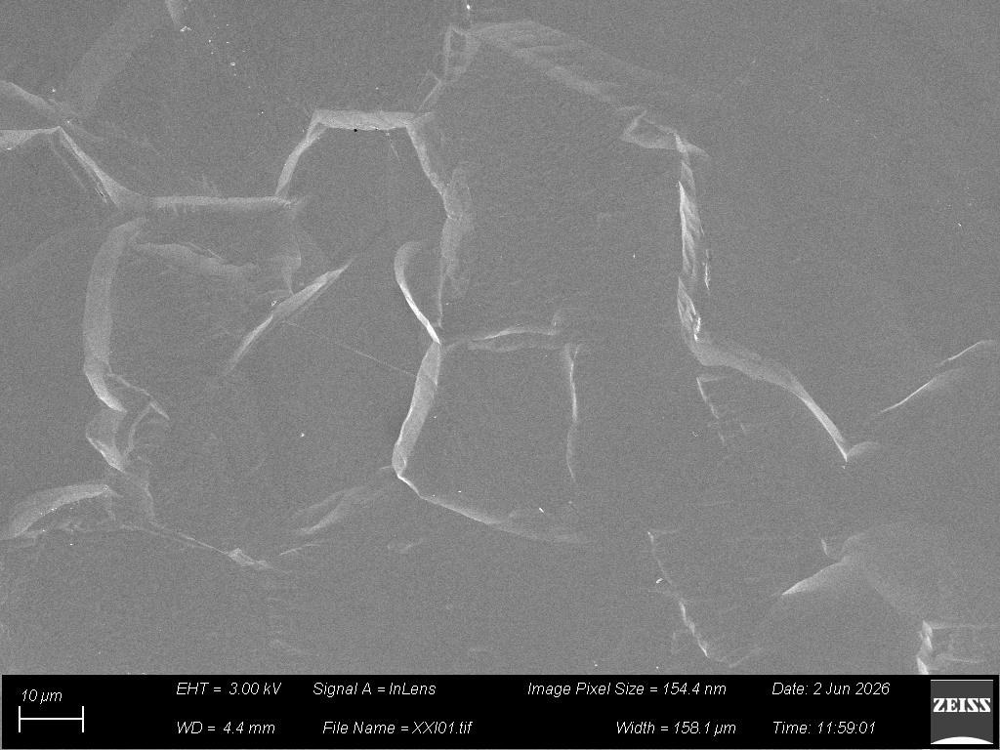 10 µm
EHT = 3.00 kV Signal A = InLens Image Pixel Size = 154.4 nm Date: 2 Jun 2026
WD = 4.4 mm File Name = XXI01.tif Width = 158.1 µm Time: 11:59:01
ZEISS